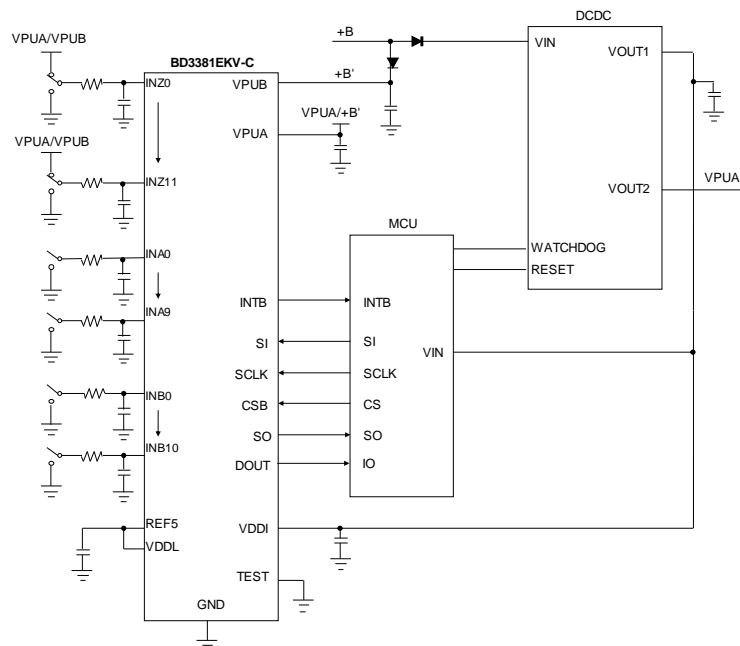 DCDC
VPUA/VPUB
BD3381EKV-C
+B
VIN
VOUT1
INZ0
VPUB
+B'
VPUA
VPUA/+B'
VPUA/VPUB
INZ11
VOUT2
VPUA
MCU
INA0
WATCHDOG
RESET
INA9
INTB
INTB
SI
SI
VIN
SCLK
SCLK
INB0
CSB
CS
SO
SO
INB10
DOUT
IO
REF5
VDDI
VDDL
TEST
GND